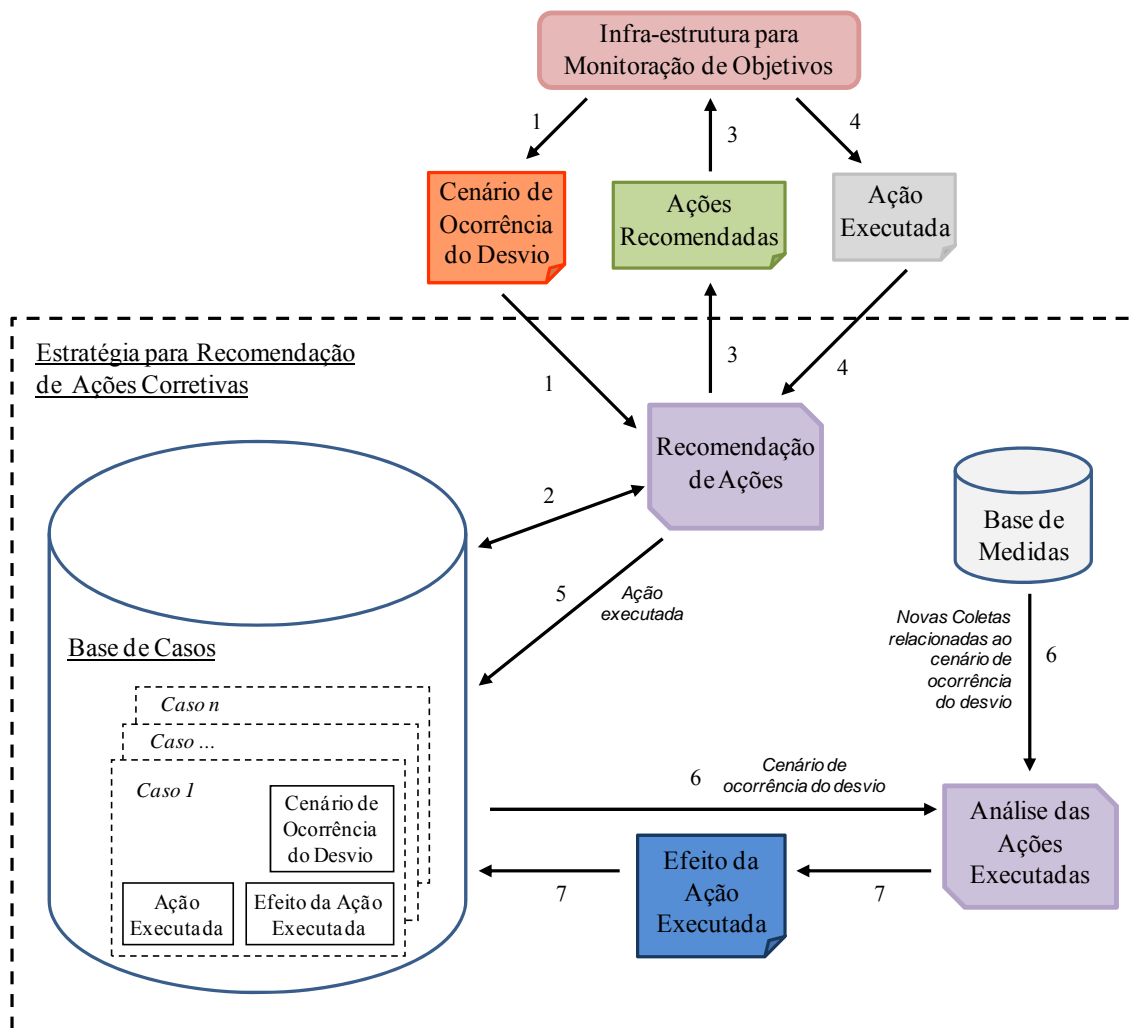 Infra-estrutura para
Monitoração de Objetivos
1
3
4
Cenário de
Ocorrência
do Desvio
Ações
Recomendadas
Ação
Executada
Estratégia para Recomendação
de Ações Corretivas
1
3
4
Recomendação
de Ações
2
Base de
Medidas
5
Ação
executada
Novas Coletas
relacionadas ao
cenário de
ocorrência
do desvio
6
Base de Casos
Caso n
Caso ...
Caso 1
Cenário de
Ocorrência
do Desvio
Ação
Executada
Efeito da Ação
Executada
6
Cenário de
ocorrência do desvio
Análise das
Ações
Executadas
7
Efeito da
Ação
Executada
7